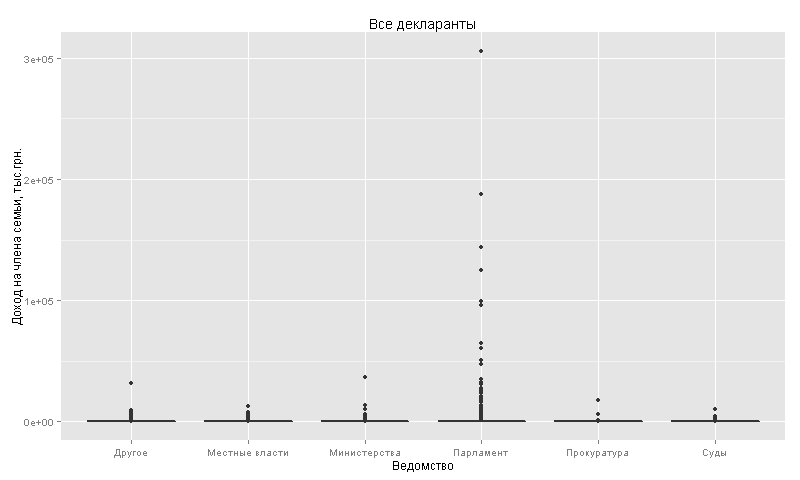 Все декларанты
Доход на члена семьи, тыс.грн.
3e+05
2e+05
1e+05
0e+00
Другое
Местные власти
Министерства
Парламент
Прокуратура
Суды
Ведомство